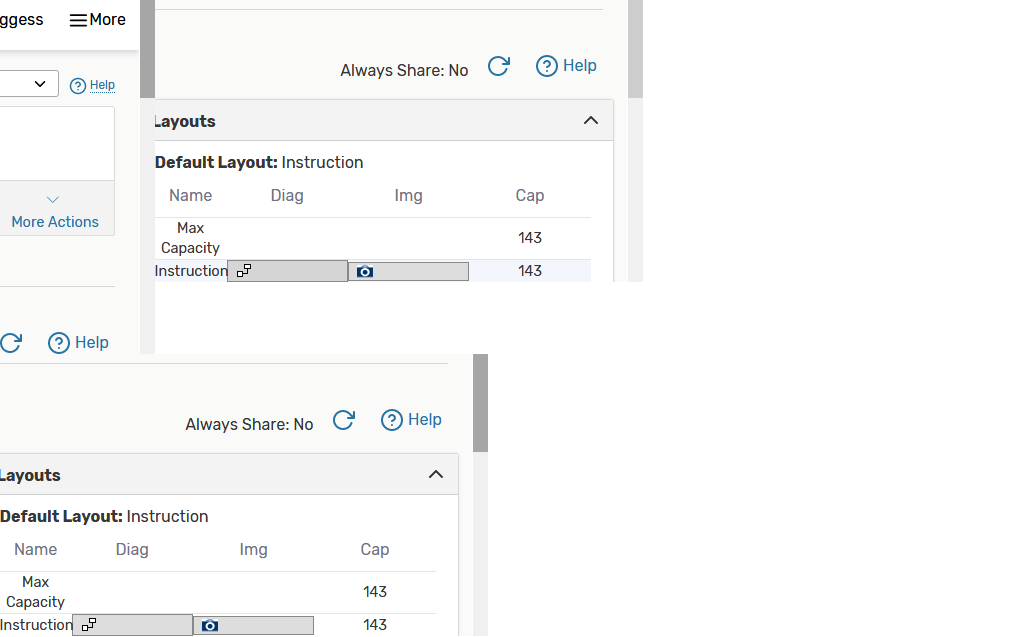 More
Help
More Actions
Help
Always Share: No
Help
Layouts
Default Layout: Instruction
Name Diag Img Cap
Max
Capacity
143
Instruction 143
Always Share: No
Help
Layouts
Default Layout: Instruction
Name Diag Img Cap
Max
Capacity
143
Instruction 143